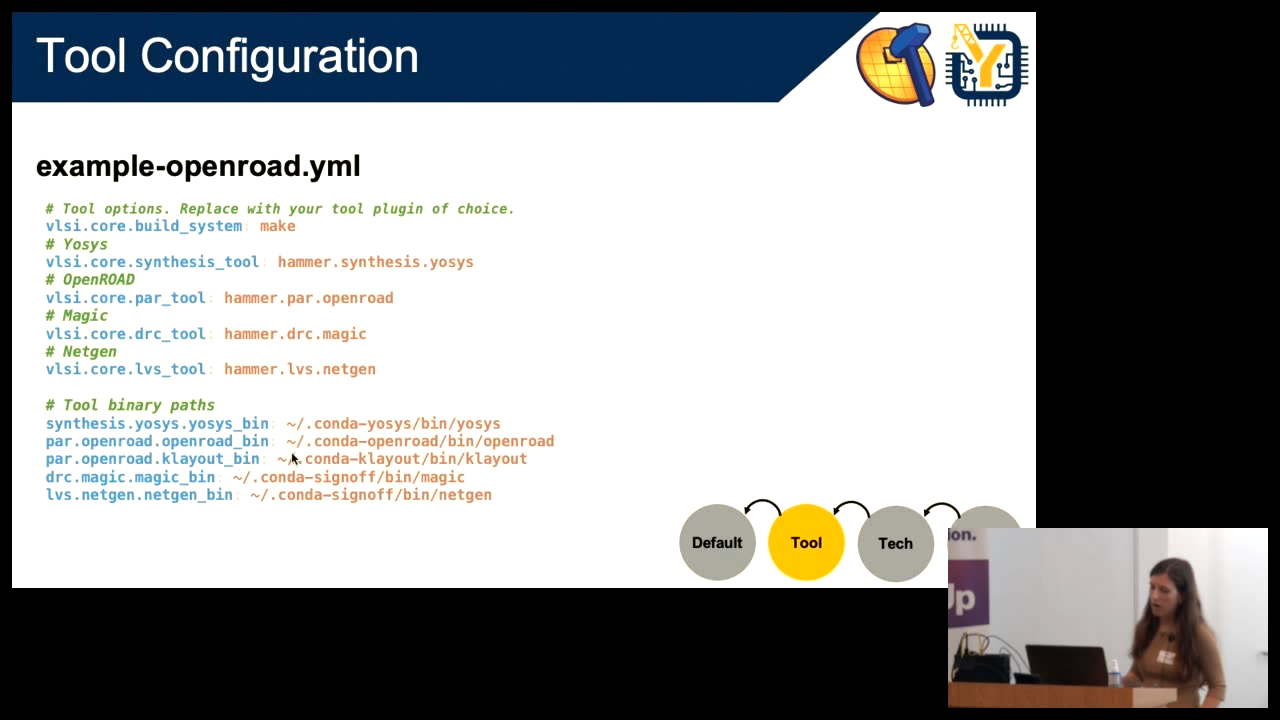 Tool Configuration
example-openroad.yml
# Tool options. Replace with your tool plugin of choice.
vlsi.core.build_system: make
# Yosys
vlsi.core.synthesis_tool: hammer.synthesis.yosys
# OpenROAD
vlsi.core.par_tool: hammer.par.openroad
# Magic
vlsi.core.drc_tool: hammer.drc.magic
# Netgen
vlsi.core.lvs_tool: hammer.lvs.netgen
# Tool binary paths
synthesis.yosys.yosys_bin: ~/.conda-yosys/bin/yosys
par.openroad.openroad_bin: ~/.conda-openroad/bin/openroad
par.openroad.klayout_bin: ~/.conda-klayout/bin/klayout
drc.magic.magic_bin: ~/.conda-signoff/bin/magic
lvs.netgen.netgen_bin: ~/.conda-signoff/bin/netgen
Default
Tool
Tech
ion.
Up